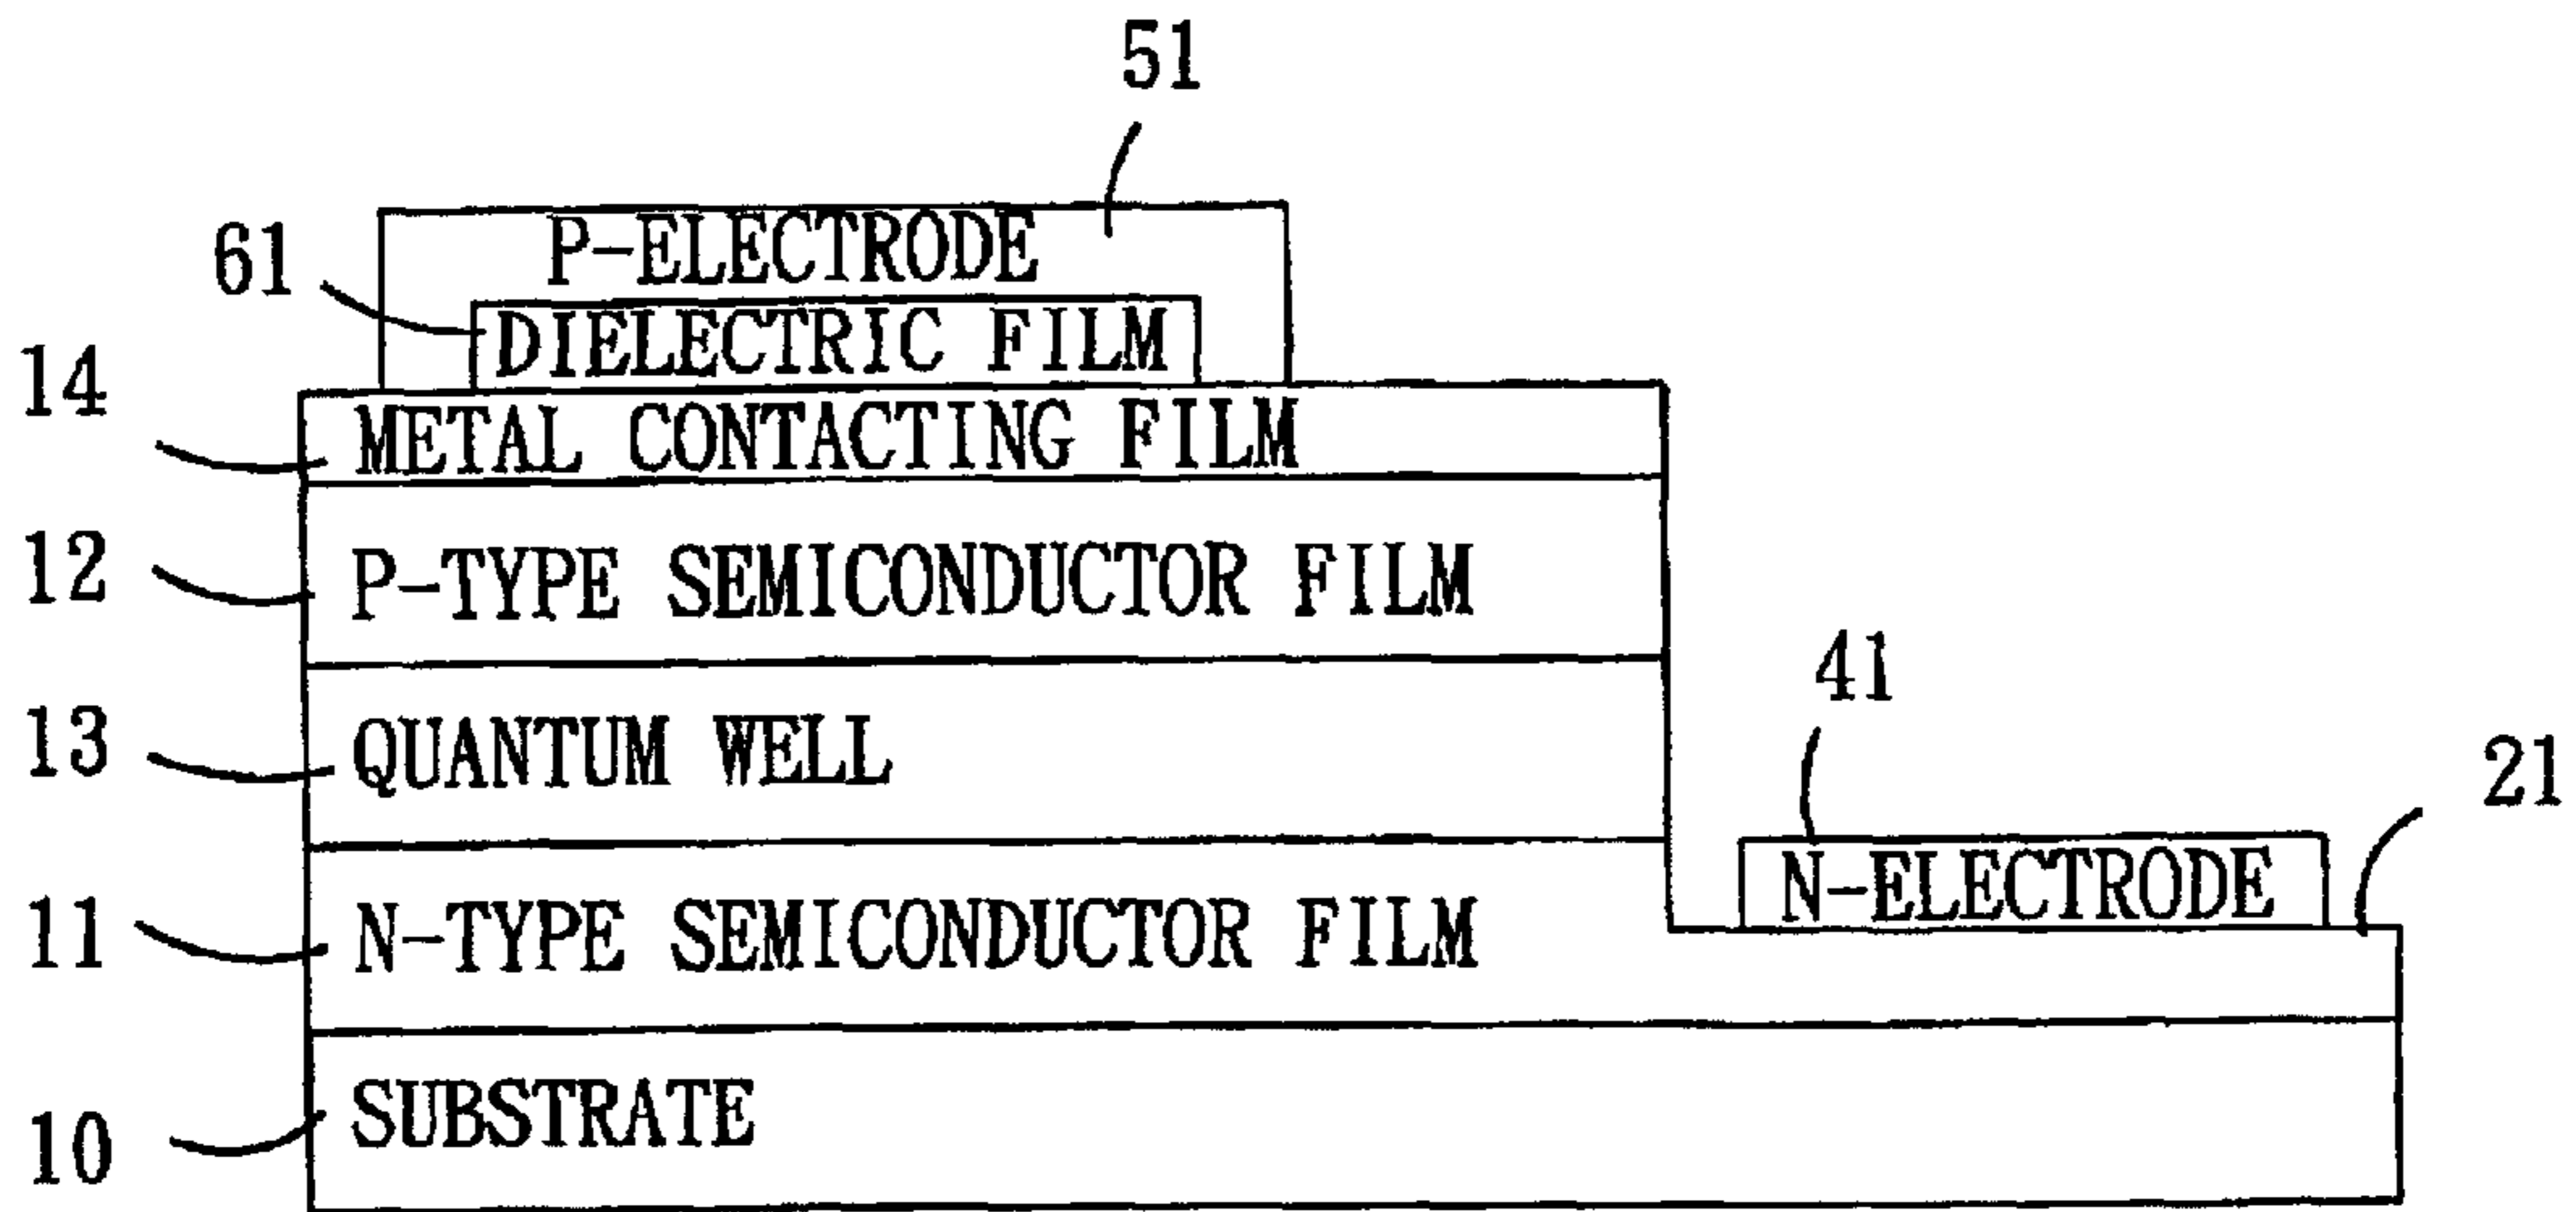 51
P-ELECTRODE
61
DIELECTRIC FILM
14
METAL CONTACTING FILM
12
P-TYPE SEMICONDUCTOR FILM
41
13
QUANTUM WELL
21
N-ELECTRODE
11
N-TYPE SEMICONDUCTOR FILM
10
SUBSTRATE